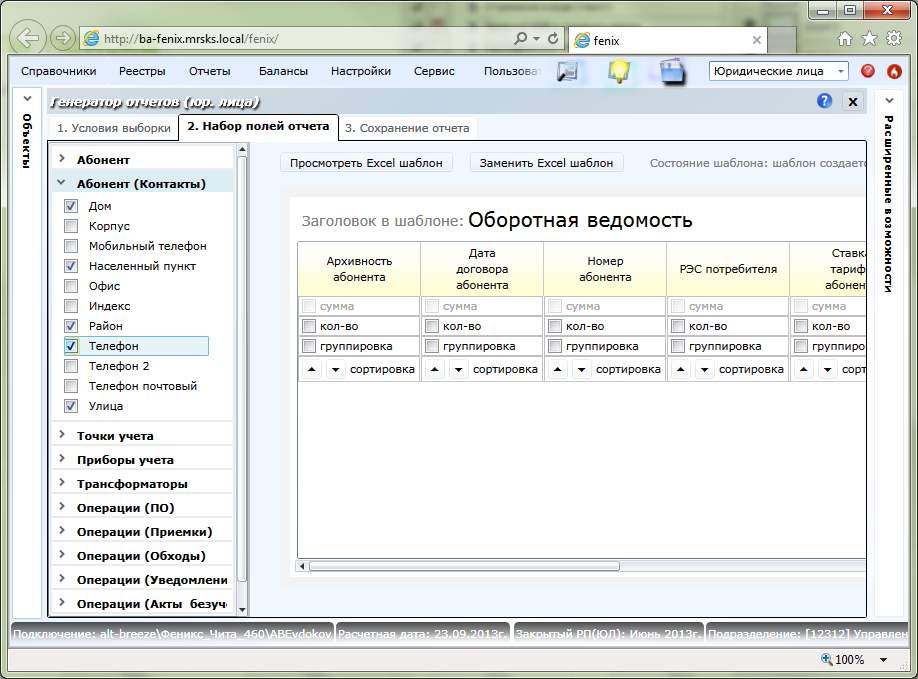 http://ba-fenix.mrsks.local/fenix/
fenix
Справочники Реестры Отчеты Балансы Настройки Сервис Пользоват
Юридические лица
Генератор отчетов (юр. лица)
Объекты
Расширенные возможности
1. Условия выборки 2. Набор полей отчета 3. Сохранение отчета
Абонент
Абонент (Контакты)
Дом
Корпус
Мобильный телефон
Населенный пункт
Офис
Индекс
Район
Телефон
Телефон 2
Телефон почтовый
Улица
Точки учета
Приборы учета
Трансформаторы
Операции (ПО)
Операции (Приемки)
Операции (Обходы)
Операции (Уведомлени
Операции (Акты безуч
Просмотреть Excel шаблон Заменить Excel шаблон Состояние шаблона: шаблон создаетс
Заголовок в шаблоне: Оборотная ведомость
Архивность абонента
Дата договора абонента
Номер абонента
РЭС потребителя
Ставка тариф абонен
сумма сумма сумма сумма сумма
кол-во кол-во кол-во кол-во кол-во
группировка группировка группировка группировка группиро
сортировка сортировка сортировка сортировка сорт
Подключение: alt-breeze\Феникс_Чита_460\ABEvdokov Расчетная дата: 23.09.2013г. Закрытый РП(ЮЛ): Июнь 2013г. Подразделение: [12312] Управлен
100%